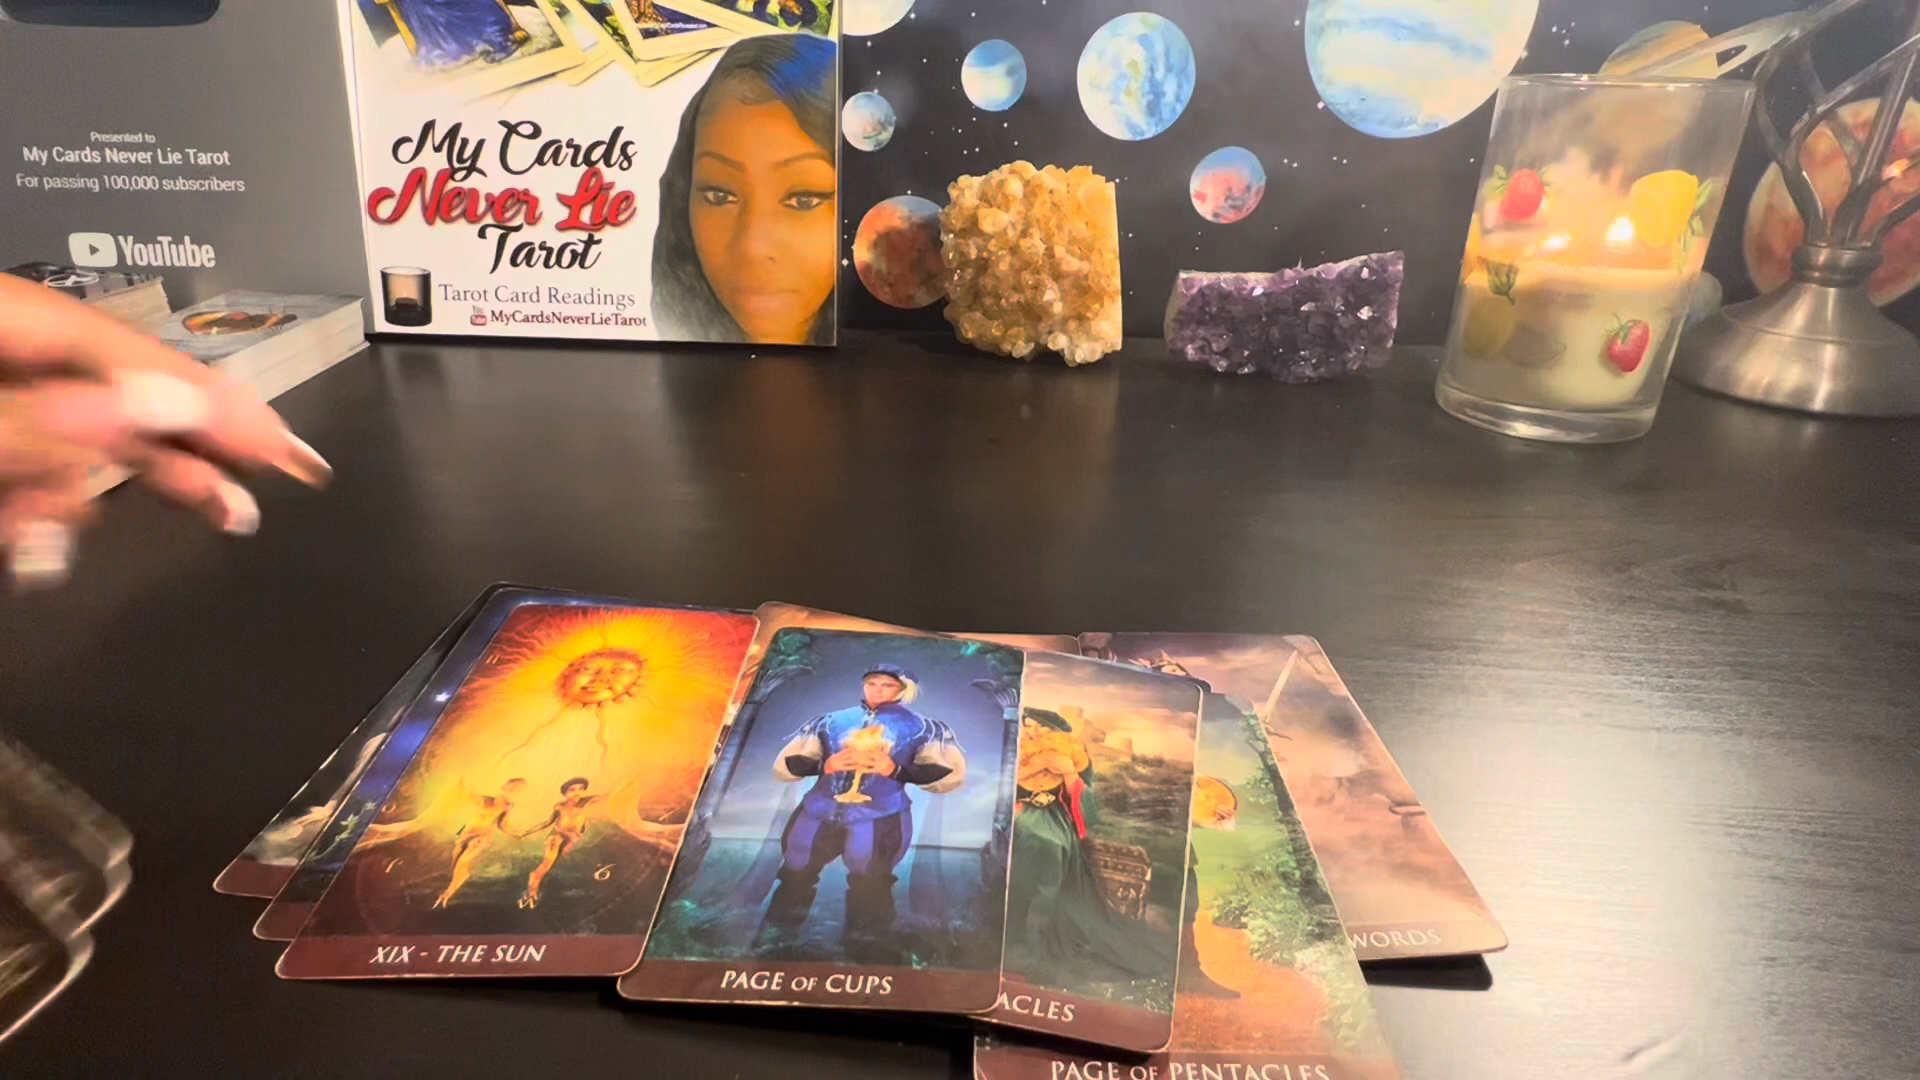 Presented to
My Cards Never Lie Tarot
For passing 100,000 subscribers
YouTube
My Cards
Never Lie
Tarot
Tarot Card Readings
MyCardsNeverLieTarot
XIX - THE SUN
PAGE OF CUPS
ACLES
PAGE OF PENTACLES
WORDS